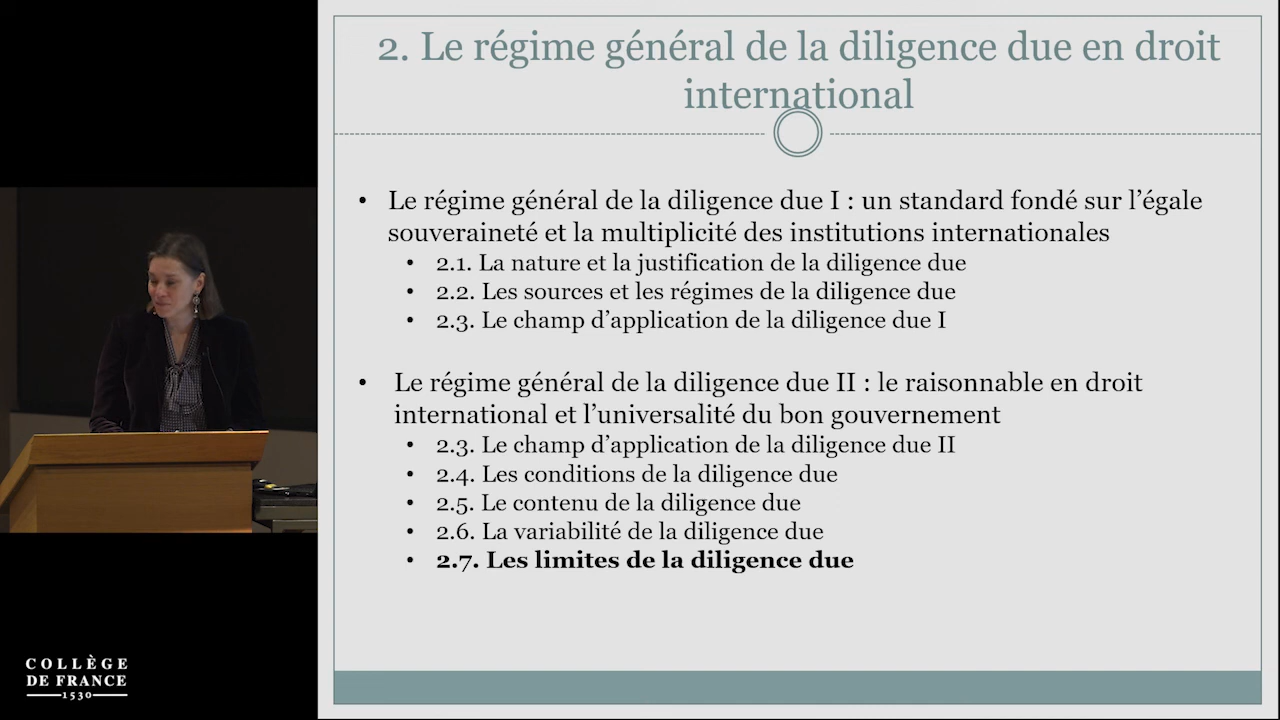 2. Le régime général de la diligence due en droit
international
• Le régime général de la diligence due I : un standard fondé sur l’égale
souveraineté et la multiplicité des institutions internationales
• 2.1. La nature et la justification de la diligence due
• 2.2. Les sources et les régimes de la diligence due
• 2.3. Le champ d’application de la diligence due I
• Le régime général de la diligence due II : le raisonnable en droit
international et l’universalité du bon gouvernement
• 2.3. Le champ d’application de la diligence due II
• 2.4. Les conditions de la diligence due
• 2.5. Le contenu de la diligence due
• 2.6. La variabilité de la diligence due
• 2.7. Les limites de la diligence due
COLLÈGE
DE FRANCE
1530